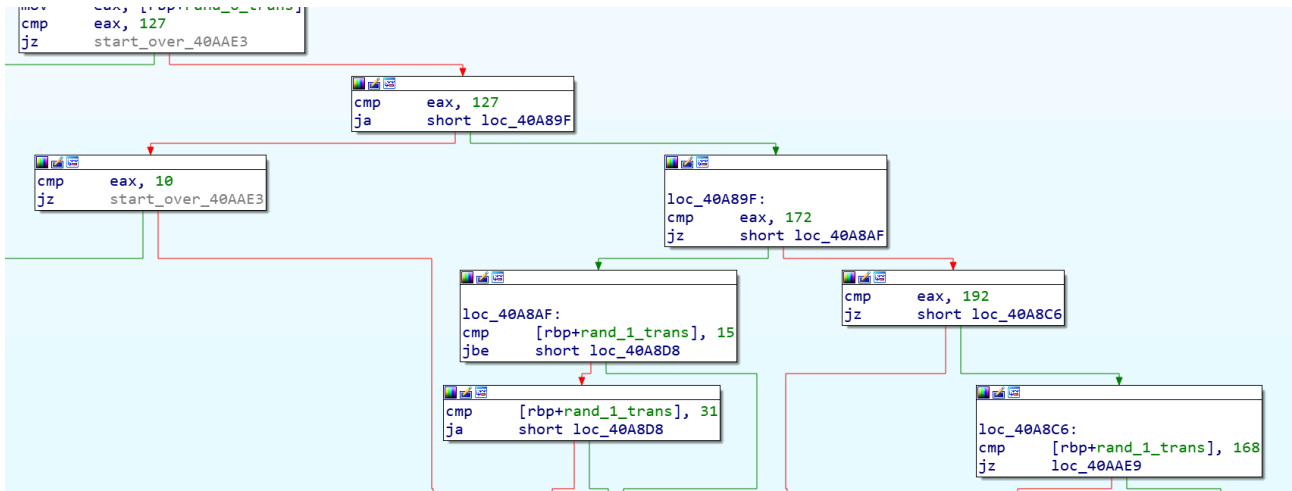 cmp eax, 127
jz start_over_40AAE3
cmp eax, 127
ja short loc_40A89F
cmp eax, 10
jz start_over_40AAE3
loc_40A89F:
cmp eax, 172
jz short loc_40A8AF
loc_40A8AF:
cmp [rbp+rand_1_trans], 15
jbe short loc_40A8D8
cmp eax, 192
jz short loc_40A8C6
cmp [rbp+rand_1_trans], 31
ja short loc_40A8D8
loc_40A8C6:
cmp [rbp+rand_1_trans], 168
jz loc_40AAE9